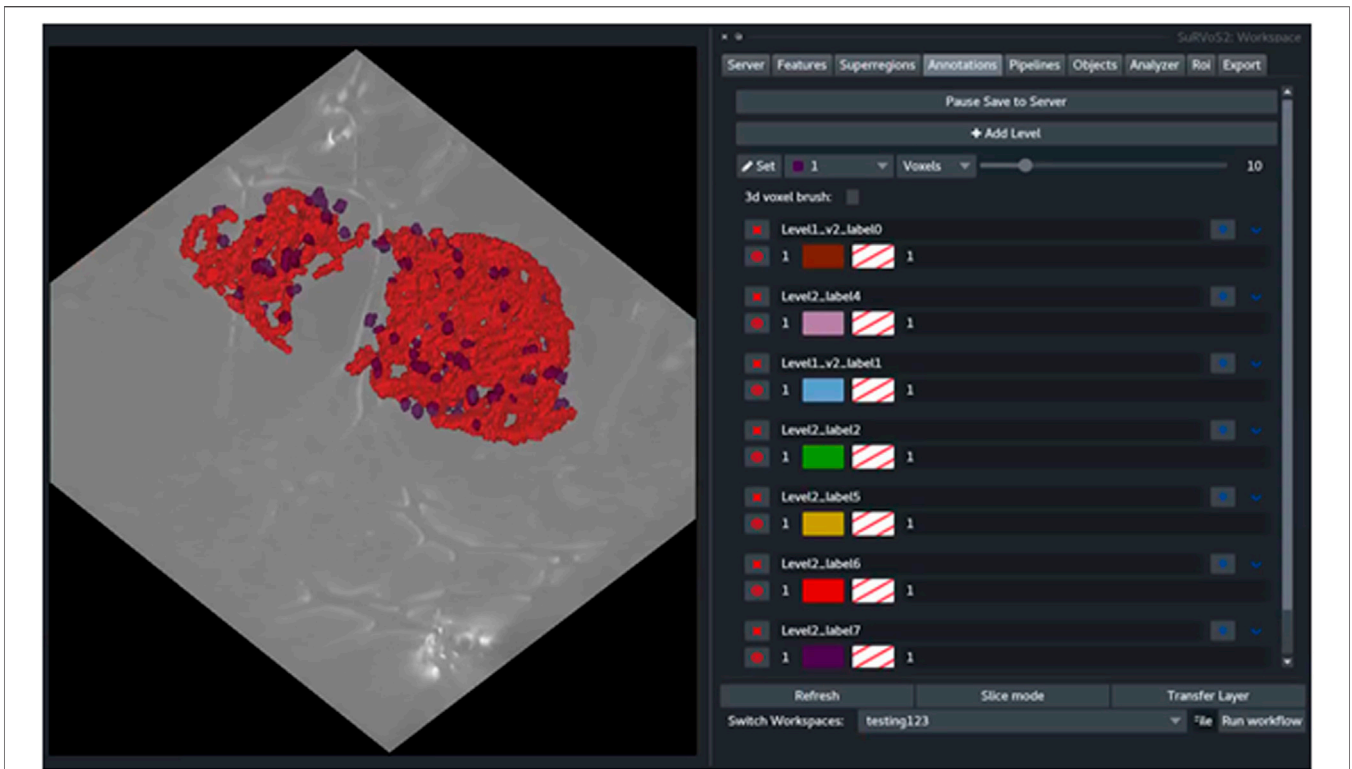 SuRVoS2: Workspace
Server Features Superregions Annotations Pipelines Objects Analyzer Roi Export
Pause Save to Server
+ Add Level
Set 1 Voxels 10
3d voxel brush:
Level1_v2_label0
1 1
Level2_label4
1 1
Level1_v2_label1
1 1
Level2_label2
1 1
Level2_label5
1 1
Level2_label6
1 1
Level2_label7
1 1
Refresh Slice mode Transfer Layer
Switch Workspaces: testing123 Run workflow